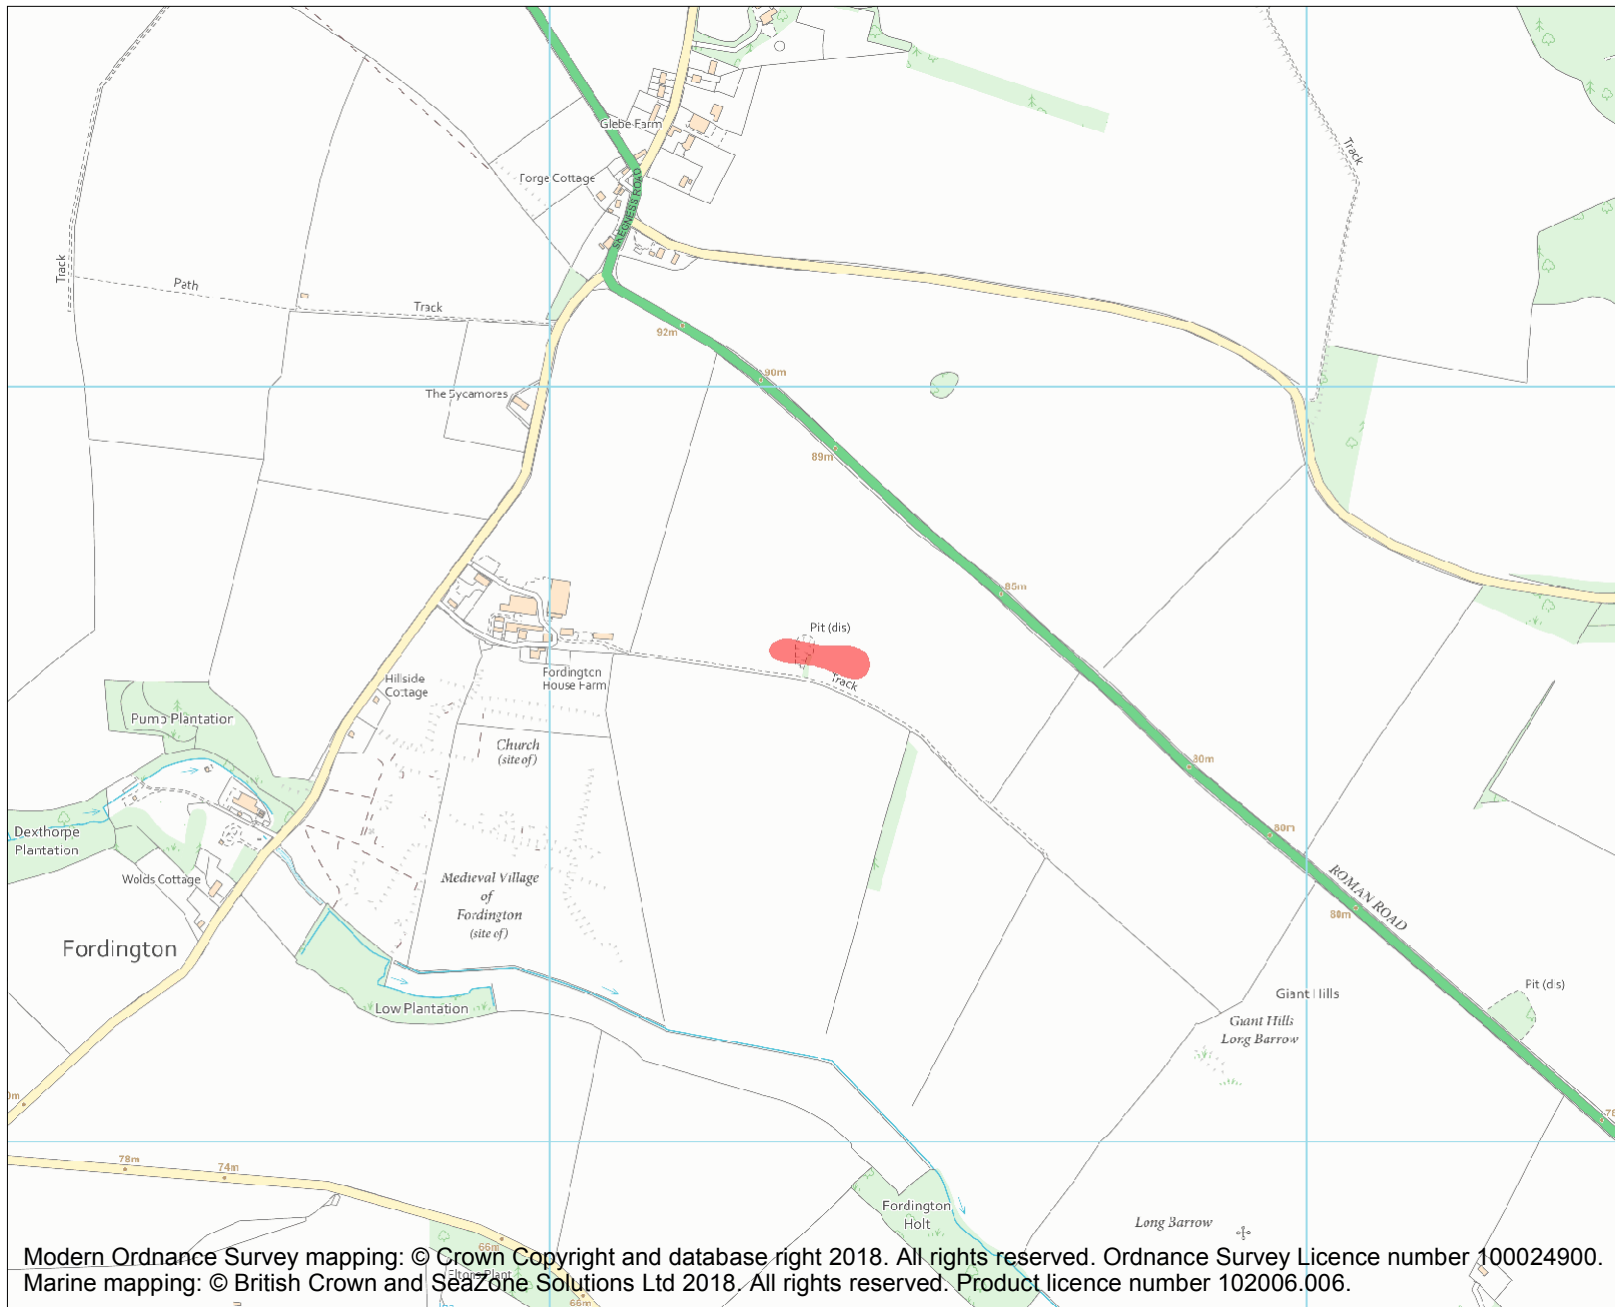 Glebe Farm
Track
Forge Cottage
SKEGNESS ROAD
Track
Path
Track
92m
90m
The Sycamores
89m
85m
Pit (dis)
Fordington
House Farm
Track
Hillside
Cottage
Pump Plantation
Church
(site of)
80m
Dexthorpe
Plantation
80m
Wolds Cottage
Medieval Village
of
Fordington
(site of)
ROMAN ROAD
80m
Fordington
Low Plantation
Giant Hills
Pit (dis)
Giant Hills
Long Barrow
78m
74m
Fordington
Holt
Long Barrow
66m
Modern Ordnance Survey mapping: © Crown Copyright and database right 2018. All rights reserved. Ordnance Survey Licence number 100024900.
Marine mapping: © British Crown and SeaZone Solutions Ltd 2018. All rights reserved. Product licence number 102006.006.
66m